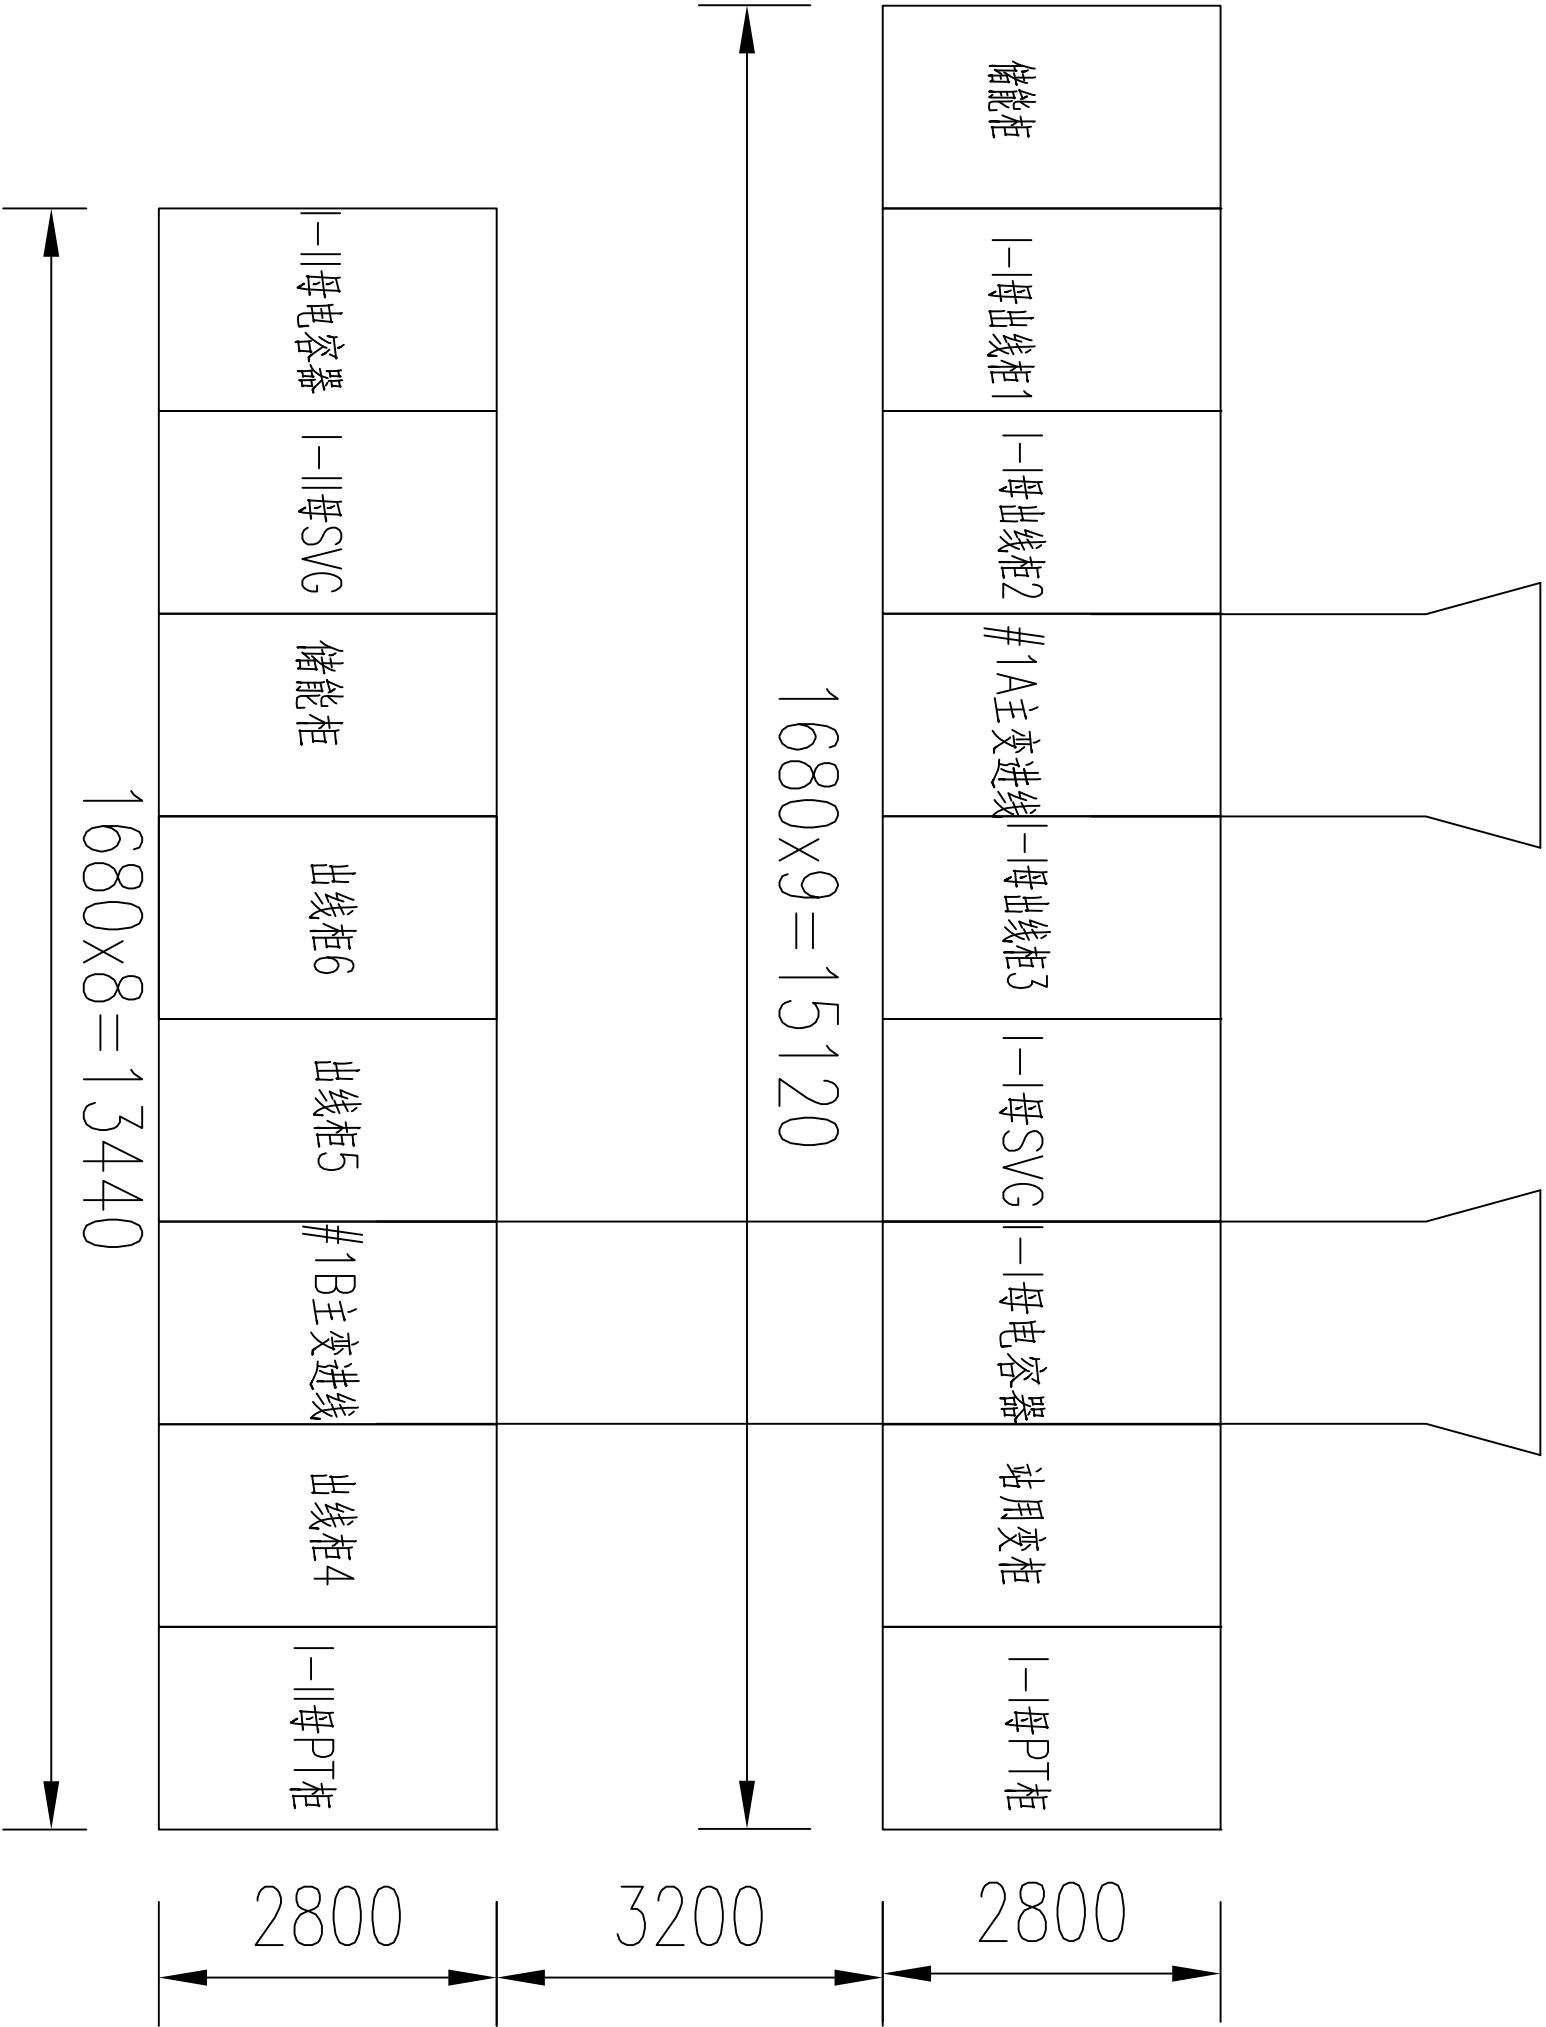 储能柜
I-I母出线柜1
I-I母出线柜2
#1A主变进线
I-I母出线柜3
I-I母SVG
I-I母电容器
站用变柜
I-I母PT柜
2800
1680x9=15120
3200
I-II母电容器
I-II母SVG
储能柜
出线柜6
出线柜5
#1B主变进线
出线柜4
I-II母PT柜
2800
1680x8=13440